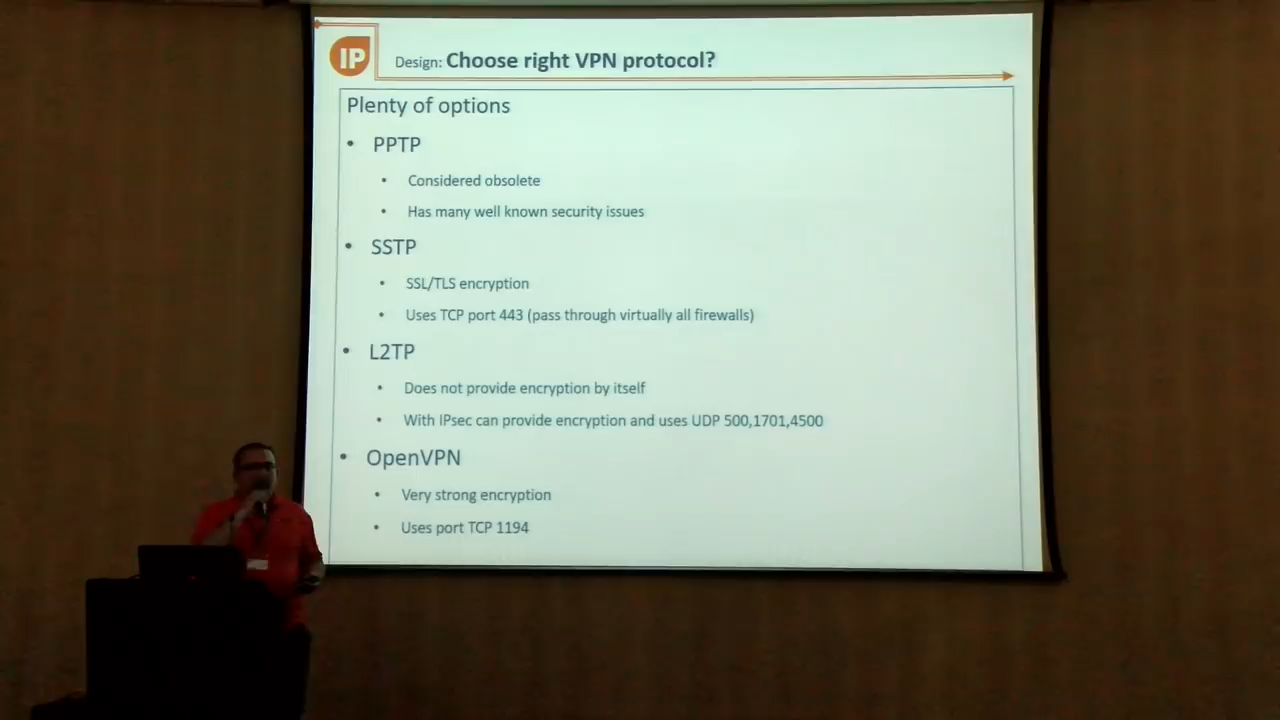 IP
Design: Choose right VPN protocol?
Plenty of options
• PPTP
• Considered obsolete
• Has many well known security issues
• SSTP
• SSL/TLS encryption
• Uses TCP port 443 (pass through virtually all firewalls)
• L2TP
• Does not provide encryption by itself
• With IPsec can provide encryption and uses UDP 500,1701,4500
• OpenVPN
• Very strong encryption
• Uses port TCP 1194